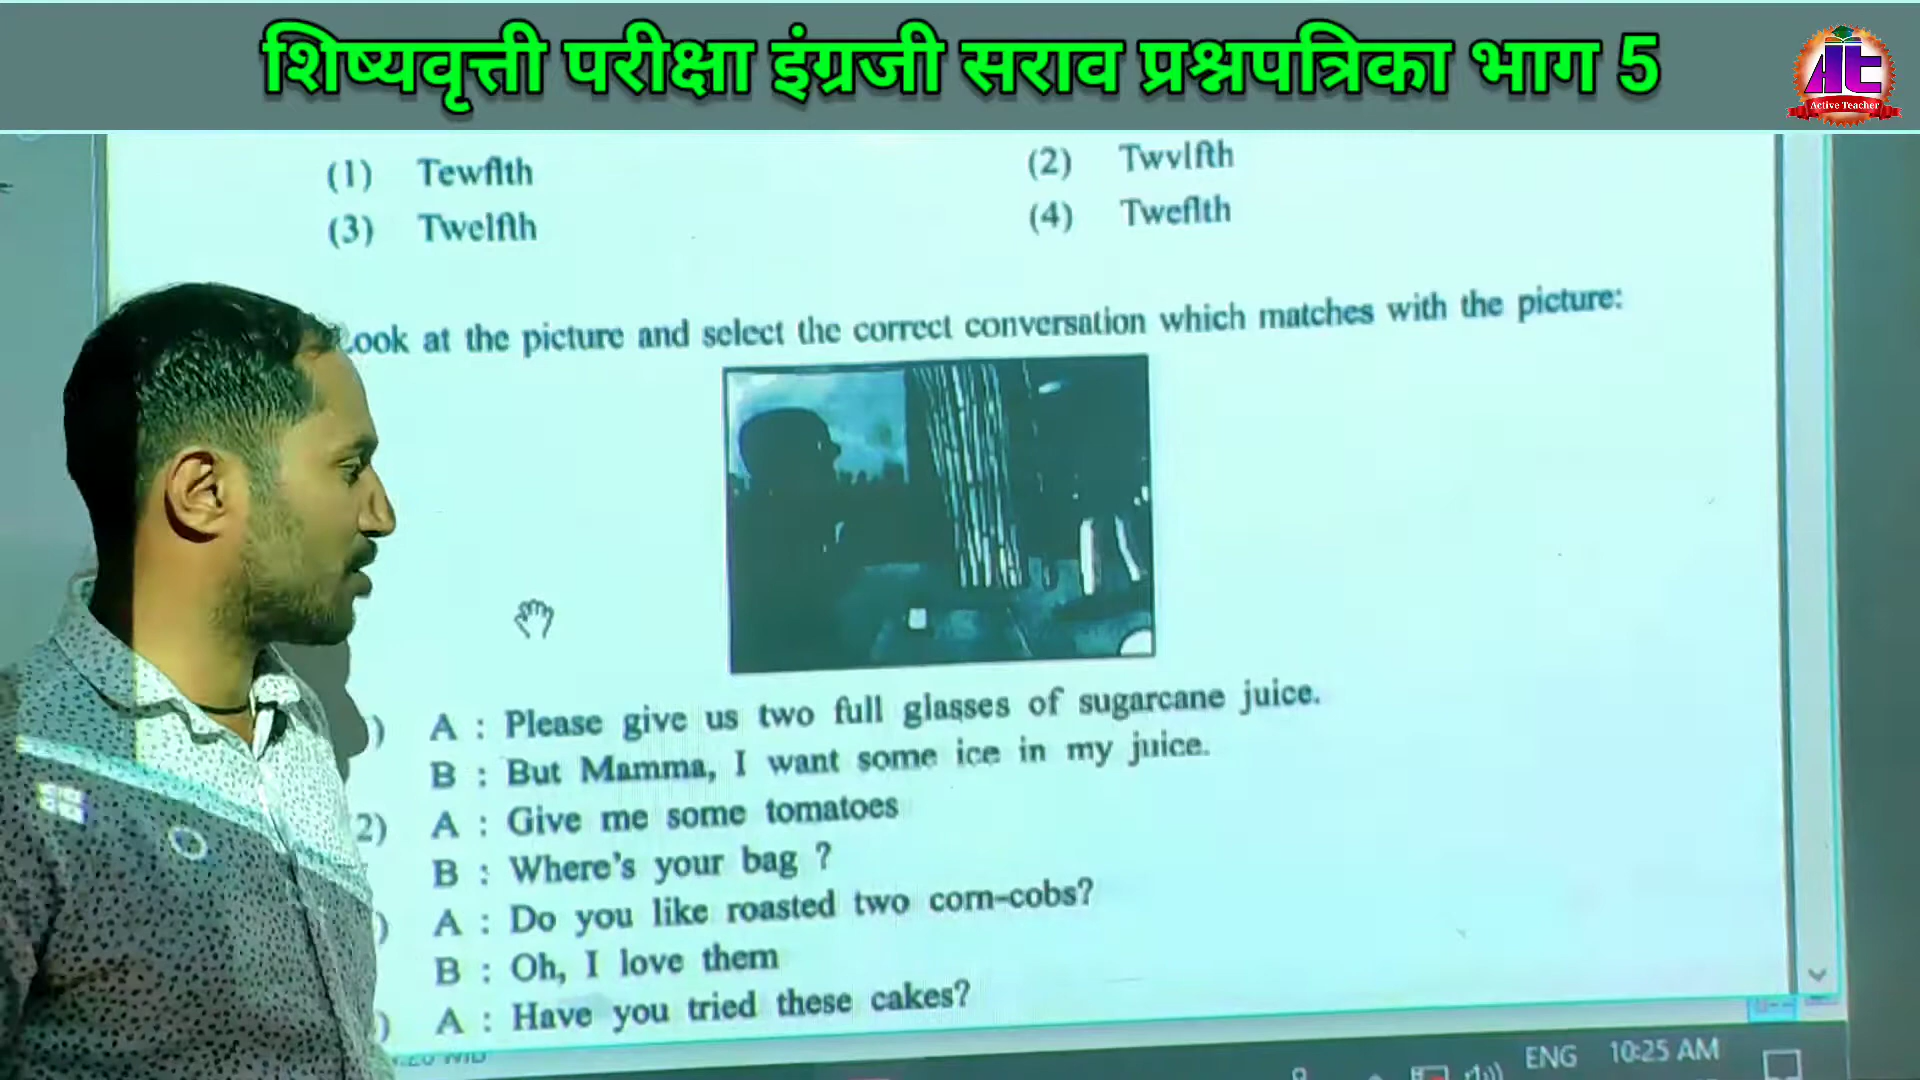 शिष्यवृत्ती परीक्षा इंग्रजी सराव प्रश्नपत्रिका भाग 5
Active Teacher
(1) Tewflth
(2) Twvlfth
(3) Twelfth
(4) Tweflth
Look at the picture and select the correct conversation which matches with the picture:
) A : Please give us two full glasses of sugarcane juice.
B : But Mamma, I want some ice in my juice.
2) A : Give me some tomatoes
B : Where's your bag ?
) A : Do you like roasted two corn-cobs?
B : Oh, I love them
) A : Have you tried these cakes?
ENG 10:25 AM